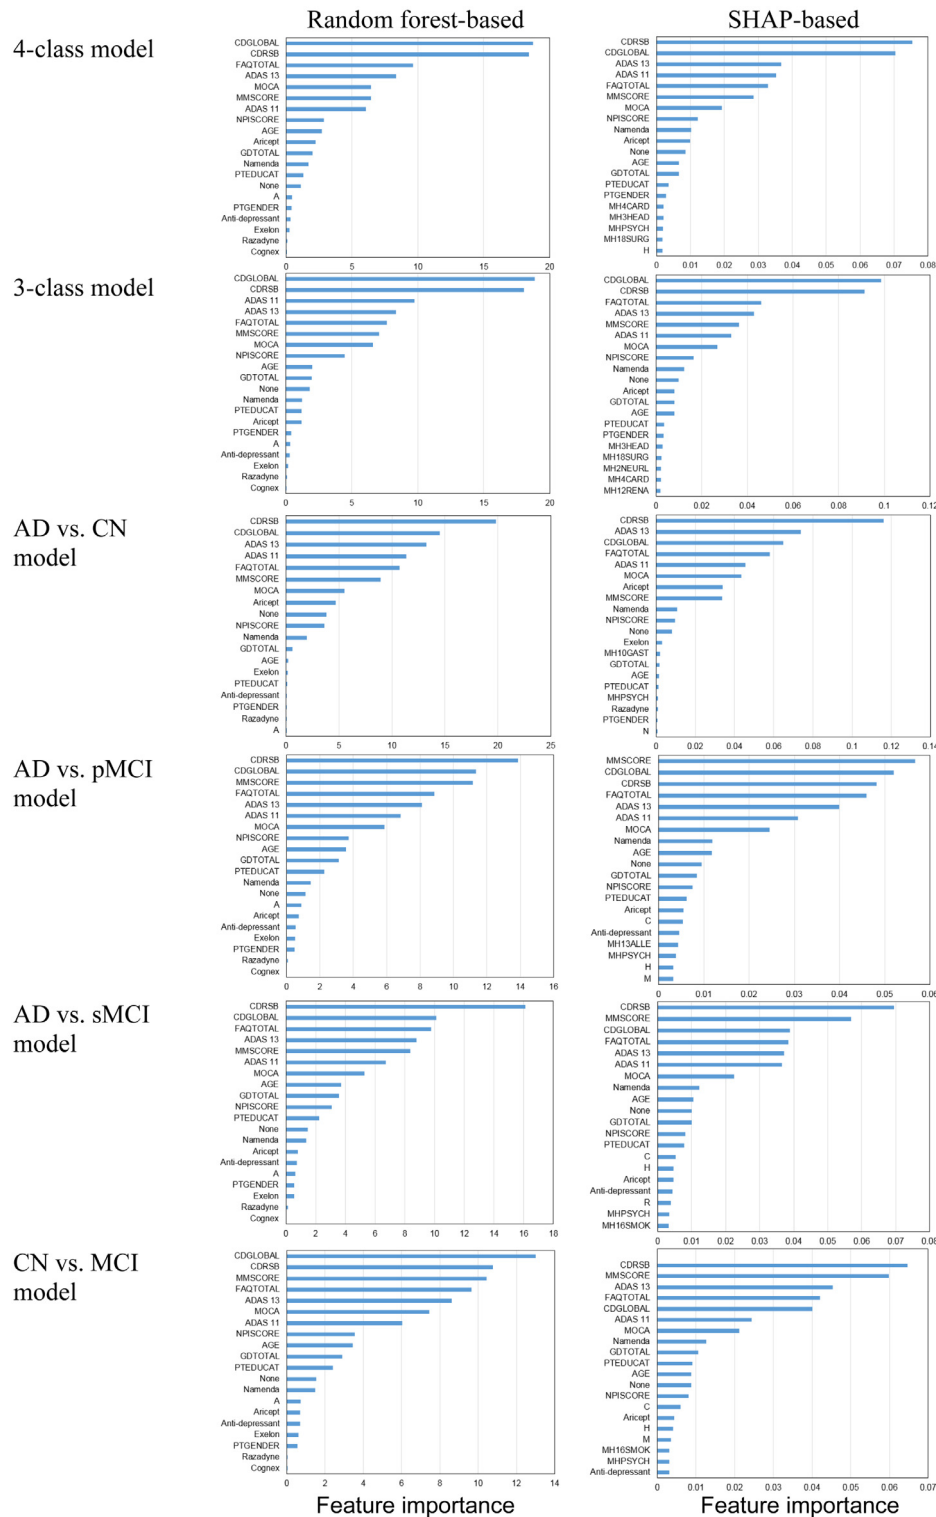 Random forest-based
SHAP-based
4-class model
CDGLOBAL
CDRSB
FAQTOTAL
ADAS 13
MOCA
MMSCORE
ADAS 11
NPISCORE
AGE
Aricept
GDTOTAL
Namenda
PTEDUCAT
None
A
PTGENDER
Anti-depressant
Exelon
Razadyne
Cognex
0 5 10 15 20
CDRSB
CDGLOBAL
ADAS 13
ADAS 11
FAQTOTAL
MMSCORE
MOCA
NPISCORE
Namenda
Aricept
None
AGE
GDTOTAL
PTEDUCAT
PTGENDER
MH4CARD
MH3HEAD
MHPSYCH
MH18SURG
H
0 0.01 0.02 0.03 0.04 0.05 0.06 0.07 0.08
3-class model
CDGLOBAL
CDRSB
ADAS 11
ADAS 13
FAQTOTAL
MMSCORE
MOCA
NPISCORE
AGE
GDTOTAL
None
Namenda
PTEDUCAT
Aricept
PTGENDER
A
Anti-depressant
Exelon
Razadyne
Cognex
0 5 10 15 20
CDGLOBAL
CDRSB
FAQTOTAL
ADAS 13
MMSCORE
ADAS 11
MOCA
NPISCORE
Namenda
None
Aricept
GDTOTAL
AGE
PTEDUCAT
PTGENDER
MH3HEAD
MH18SURG
MH2NEURL
MH4CARD
MH12RENA
0 0.02 0.04 0.06 0.08 0.1 0.12
AD vs. CN
model
CDRSB
CDGLOBAL
ADAS 13
ADAS 11
FAQTOTAL
MMSCORE
MOCA
Aricept
None
NPISCORE
Namenda
GDTOTAL
AGE
Exelon
PTEDUCAT
Anti-depressant
PTGENDER
Razadyne
A
0 5 10 15 20 25
CDRSB
ADAS 13
CDGLOBAL
FAQTOTAL
ADAS 11
MOCA
Aricept
MMSCORE
Namenda
NPISCORE
None
Exelon
MH10GAST
GDTOTAL
AGE
PTEDUCAT
MHPSYCH
Razadyne
PTGENDER
N
0 0.02 0.04 0.06 0.08 0.1 0.12 0.14
AD vs. pMCI
model
CDRSB
CDGLOBAL
MMSCORE
FAQTOTAL
ADAS 13
ADAS 11
MOCA
NPISCORE
AGE
GDTOTAL
PTEDUCAT
Namenda
None
A
Aricept
Anti-depressant
Exelon
PTGENDER
Razadyne
Cognex
0 2 4 6 8 10 12 14 16
MMSCORE
CDGLOBAL
CDRSB
FAQTOTAL
ADAS 13
ADAS 11
MOCA
Namenda
AGE
None
GDTOTAL
NPISCORE
PTEDUCAT
Aricept
C
Anti-depressant
MH13ALLE
MHPSYCH
H
M
0 0.01 0.02 0.03 0.04 0.05 0.06
AD vs. sMCI
model
CDRSB
CDGLOBAL
FAQTOTAL
ADAS 13
MMSCORE
ADAS 11
MOCA
AGE
GDTOTAL
NPISCORE
PTEDUCAT
None
Namenda
Aricept
Anti-depressant
A
PTGENDER
Exelon
Razadyne
Cognex
0 2 4 6 8 10 12 14 16 18
CDRSB
MMSCORE
CDGLOBAL
FAQTOTAL
ADAS 13
ADAS 11
MOCA
Namenda
AGE
None
GDTOTAL
NPISCORE
PTEDUCAT
C
H
Aricept
Anti-depressant
R
MHPSYCH
MH16SMOK
0 0.01 0.02 0.03 0.04 0.05 0.06 0.07 0.08
CN vs. MCI
model
CDGLOBAL
CDRSB
MMSCORE
FAQTOTAL
ADAS 13
MOCA
ADAS 11
NPISCORE
AGE
GDTOTAL
PTEDUCAT
None
Namenda
A
Aricept
Anti-depressant
Exelon
PTGENDER
Razadyne
Cognex
0 2 4 6 8 10 12 14
Feature importance
CDRSB
MMSCORE
ADAS 13
FAQTOTAL
CDGLOBAL
ADAS 11
MOCA
Namenda
GDTOTAL
PTEDUCAT
AGE
None
NPISCORE
C
Aricept
H
M
MH16SMOK
MHPSYCH
Anti-depressant
0 0.01 0.02 0.03 0.04 0.05 0.06 0.07
Feature importance